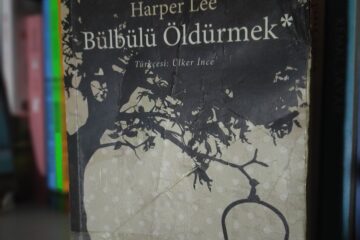 Harper Lee
Bülbülü Öldürmek*
Türkçesi: Ülker İnce